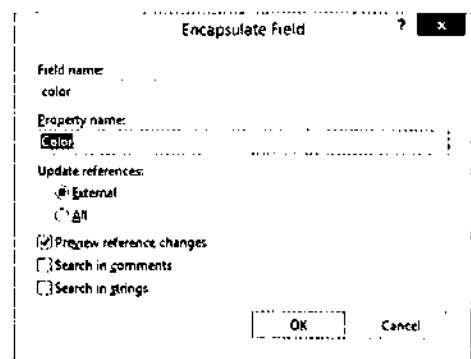 Encapsulate Field
? x
Field name:
color
Property name:
Color
Update references:
External
All
Preview reference changes
Search in comments
Search in strings
OK Cancel